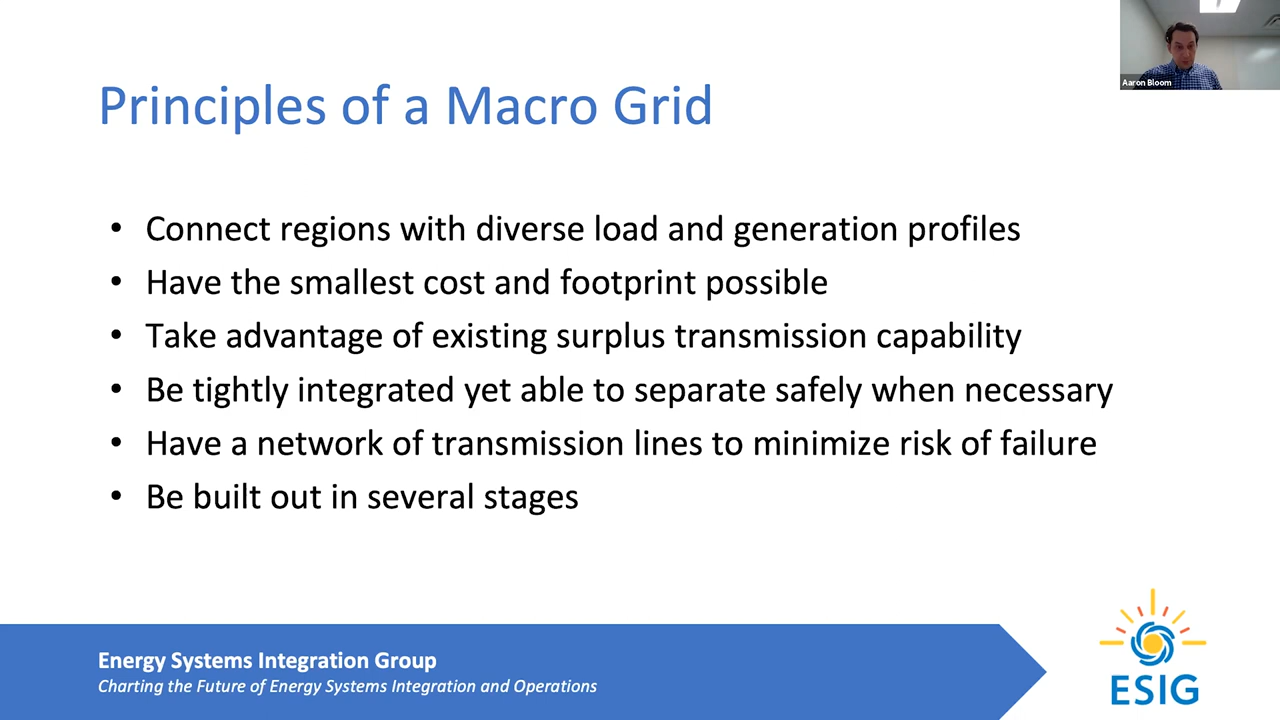 Aaron Bloom
Principles of a Macro Grid
• Connect regions with diverse load and generation profiles
• Have the smallest cost and footprint possible
• Take advantage of existing surplus transmission capability
• Be tightly integrated yet able to separate safely when necessary
• Have a network of transmission lines to minimize risk of failure
• Be built out in several stages
Energy Systems Integration Group
Charting the Future of Energy Systems Integration and Operations
ESIG